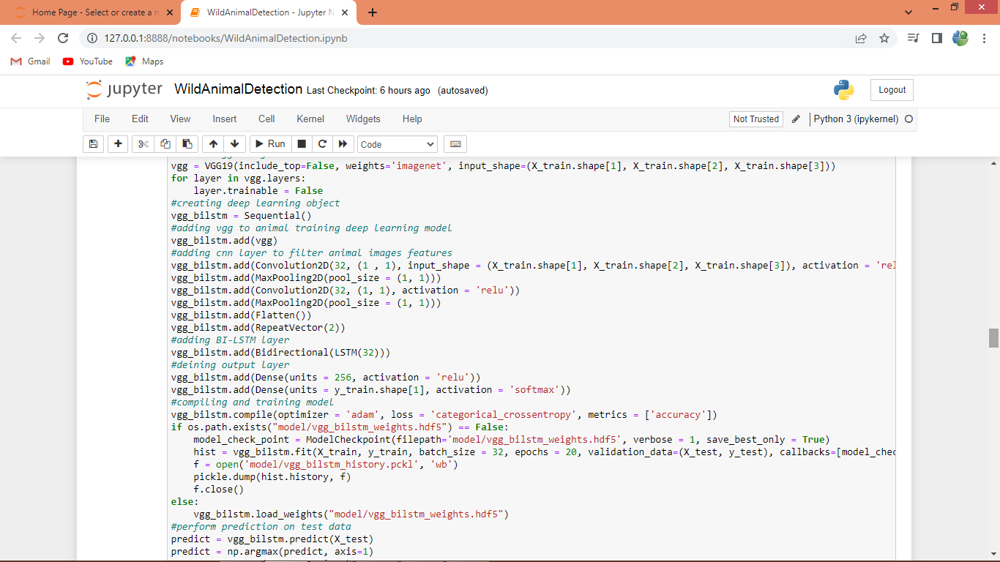 Home Page - Select or create a n
WildAnimalDetection - Jupyter N
127.0.0.1:8888/notebooks/WildAnimalDetection.ipynb
Gmail YouTube Maps
jupyter WildAnimalDetection Last Checkpoint: 6 hours ago (autosaved)
Logout
File Edit View Insert Cell Kernel Widgets Help
Not Trusted Python 3 (ipykernel)
Run Code
vgg = VGG19(include_top=False, weights='imagenet', input_shape=(X_train.shape[1], X_train.shape[2], X_train.shape[3]))
for layer in vgg.layers:
    layer.trainable = False
#creating deep learning object
vgg_bilstm = Sequential()
#adding vgg to animal training deep learning model
vgg_bilstm.add(vgg)
#adding cnn layer to filter animal images features
vgg_bilstm.add(Convolution2D(32, (1 , 1), input_shape = (X_train.shape[1], X_train.shape[2], X_train.shape[3]), activation = 'rel
vgg_bilstm.add(MaxPooling2D(pool_size = (1, 1)))
vgg_bilstm.add(Convolution2D(32, (1, 1), activation = 'relu'))
vgg_bilstm.add(MaxPooling2D(pool_size = (1, 1)))
vgg_bilstm.add(Flatten())
vgg_bilstm.add(RepeatVector(2))
#adding BI-LSTM layer
vgg_bilstm.add(Bidirectional(LSTM(32)))
#deining output layer
vgg_bilstm.add(Dense(units = 256, activation = 'relu'))
vgg_bilstm.add(Dense(units = y_train.shape[1], activation = 'softmax'))
#compiling and training model
vgg_bilstm.compile(optimizer = 'adam', loss = 'categorical_crossentropy', metrics = ['accuracy'])
if os.path.exists("model/vgg_bilstm_weights.hdf5") == False:
    model_check_point = ModelCheckpoint(filepath='model/vgg_bilstm_weights.hdf5', verbose = 1, save_best_only = True)
    hist = vgg_bilstm.fit(X_train, y_train, batch_size = 32, epochs = 20, validation_data=(X_test, y_test), callbacks=[model_chec
    f = open('model/vgg_bilstm_history.pckl', 'wb')
    pickle.dump(hist.history, f)
    f.close()
else:
    vgg_bilstm.load_weights("model/vgg_bilstm_weights.hdf5")
#perform prediction on test data
predict = vgg_bilstm.predict(X_test)
predict = np.argmax(predict, axis=1)